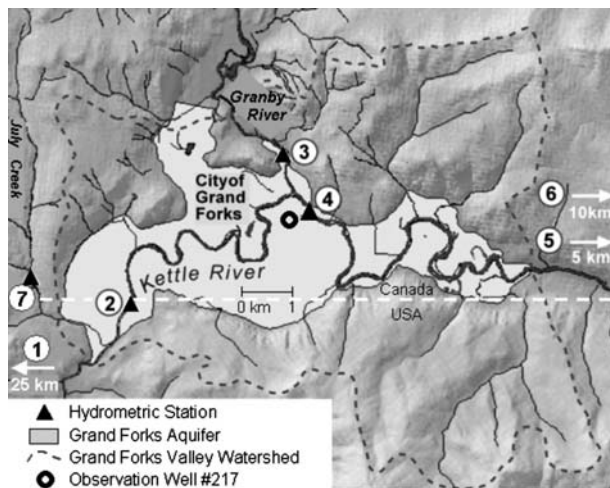 Granby
River
July Creek
3
City of
Grand
Forks
4
6
10km
5
5 km
Kettle River
7
2
0 km 1
Canada
USA
1
25 km
Hydrometric Station
Grand Forks Aquifer
Grand Forks Valley Watershed
Observation Well #217